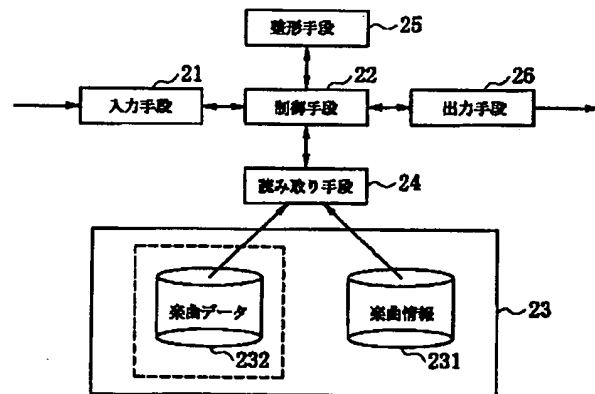 整形手段 25
21 22 26
入力手段 制御手段 出力手段
読み取り手段 24
楽曲データ 楽曲情報 23
232 231